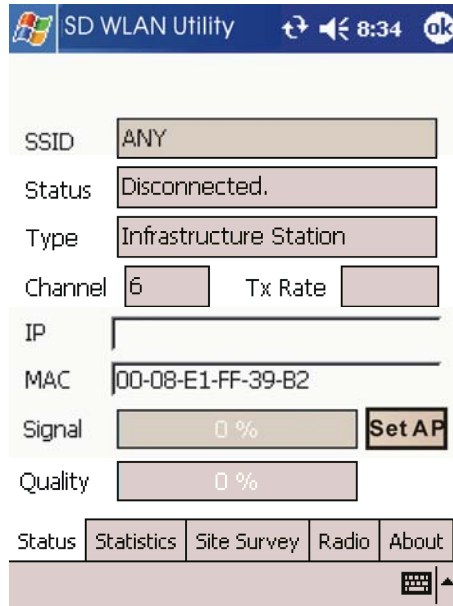 SD WLAN Utility 8:34 ok
SSID ANY
Status Disconnected.
Type Infrastructure Station
Channel 6 Tx Rate
IP
MAC 00-08-E1-FF-39-B2
Signal 0 % Set AP
Quality 0 %
Status Statistics Site Survey Radio About